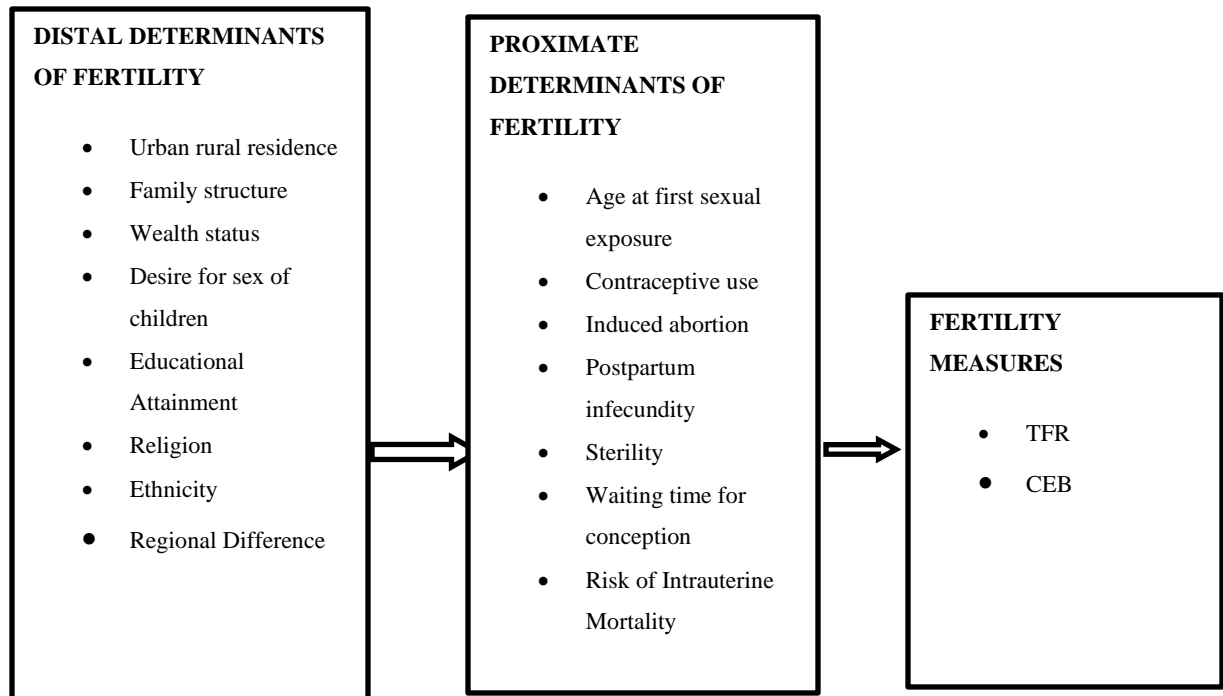 DISTAL DETERMINANTS
OF FERTILITY
• Urban rural residence
• Family structure
• Wealth status
• Desire for sex of
children
• Educational
Attainment
• Religion
• Ethnicity
• Regional Difference
PROXIMATE
DETERMINANTS OF
FERTILITY
• Age at first sexual
exposure
• Contraceptive use
• Induced abortion
• Postpartum
infecundity
• Sterility
• Waiting time for
conception
• Risk of Intrauterine
Mortality
FERTILITY
MEASURES
• TFR
• CEB